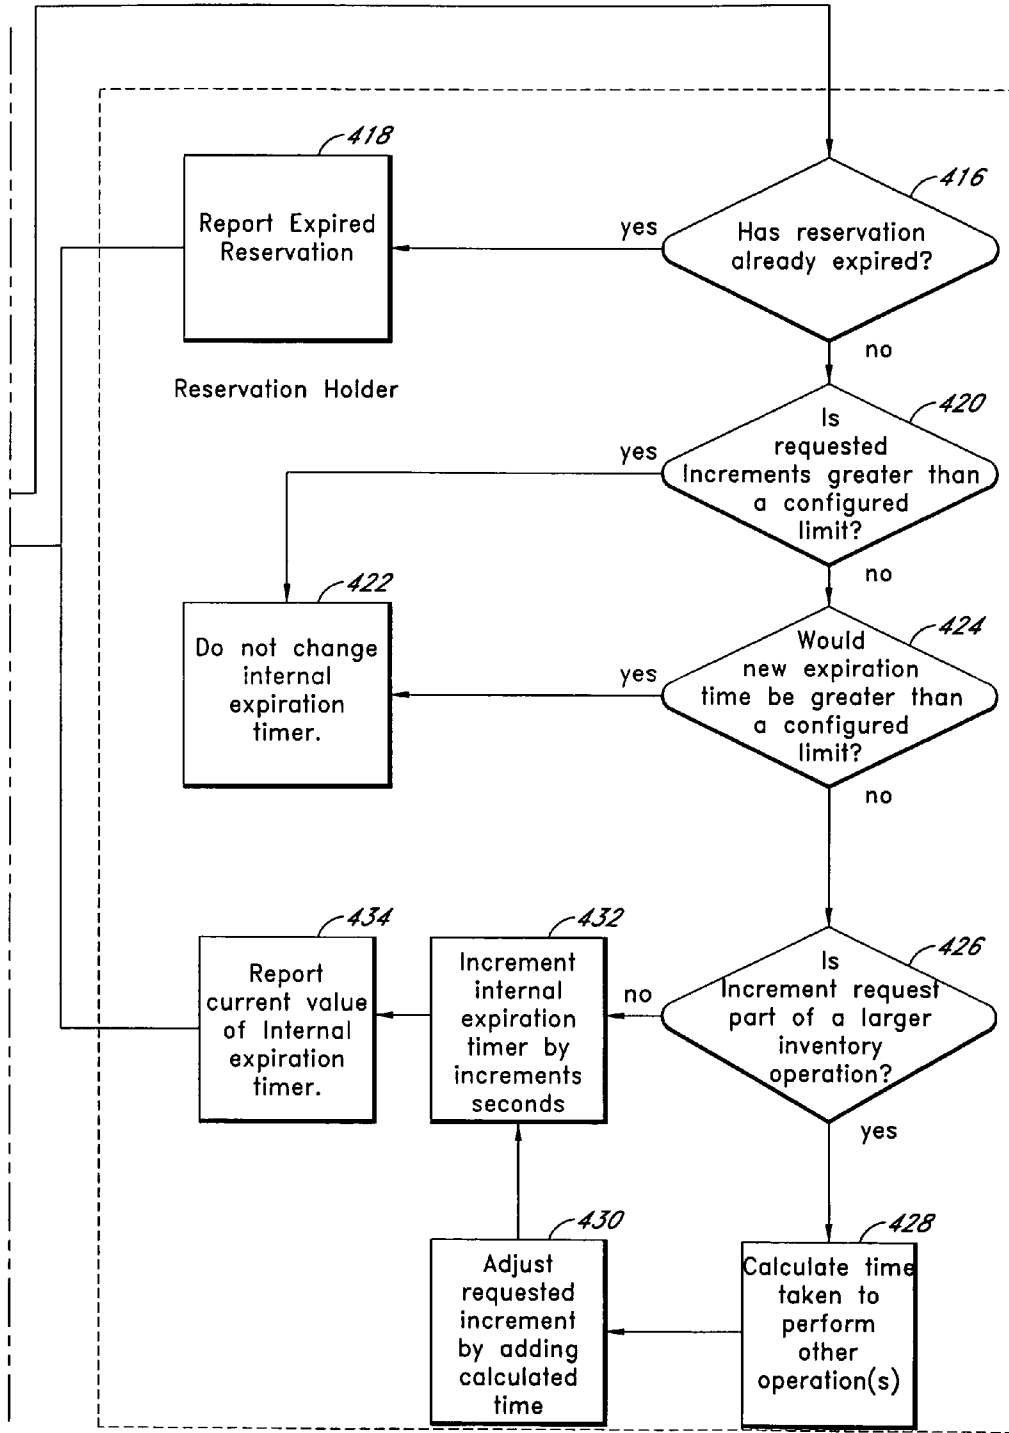 418
Report Expired
Reservation
416
yes
Has reservation
already expired?
no
Reservation Holder
420
yes
Is
requested
Increments greater than
a configured
limit?
no
422
Do not change
internal
expiration
timer.
424
yes
Would
new expiration
time be greater than
a configured
limit?
no
434
Report
current value
of Internal
expiration
timer.
432
Increment
internal
expiration
timer by
increments
seconds
no
426
Is
Increment request
part of a larger
inventory
operation?
yes
430
Adjust
requested
increment
by adding
calculated
time
428
Calculate time
taken to
perform
other
operation(s)